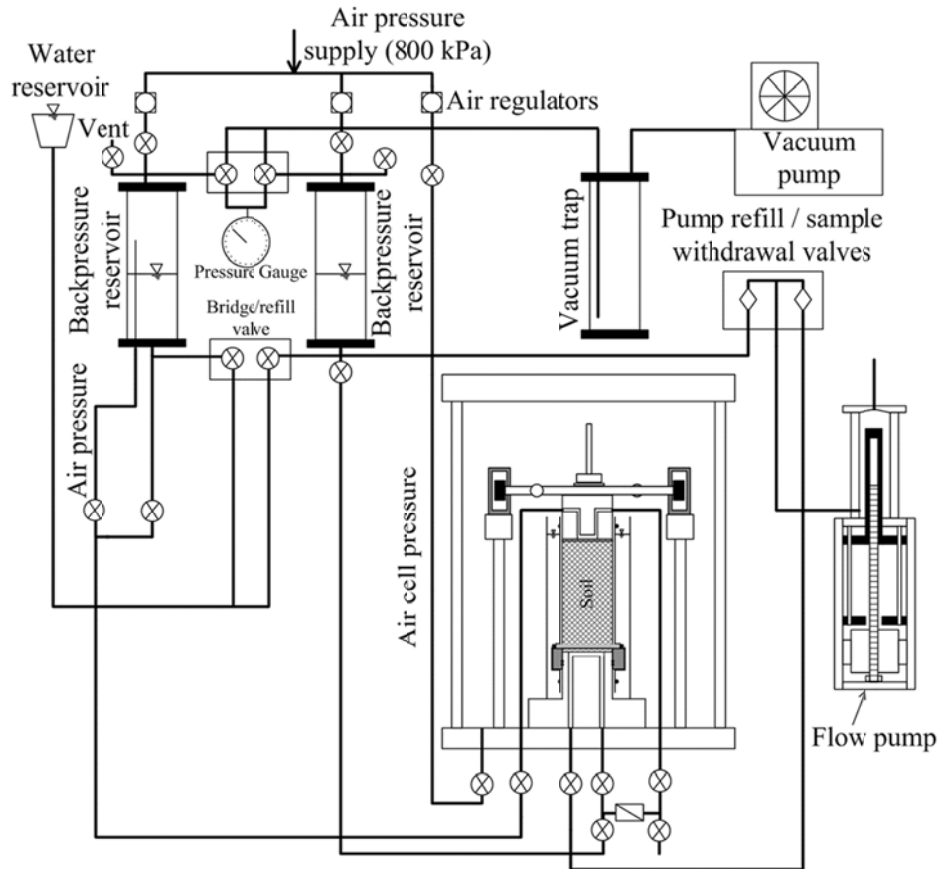 Air pressure
supply (800 kPa)
Water
reservoir
Vent
Air regulators
Vacuum
pump
Backpressure
reservoir
Pressure Gauge
Backpressure
reservoir
Vacuum trap
Pump refill / sample
withdrawal valves
Bridge/refill
valve
Air pressure
Air cell pressure
Soil
Flow pump